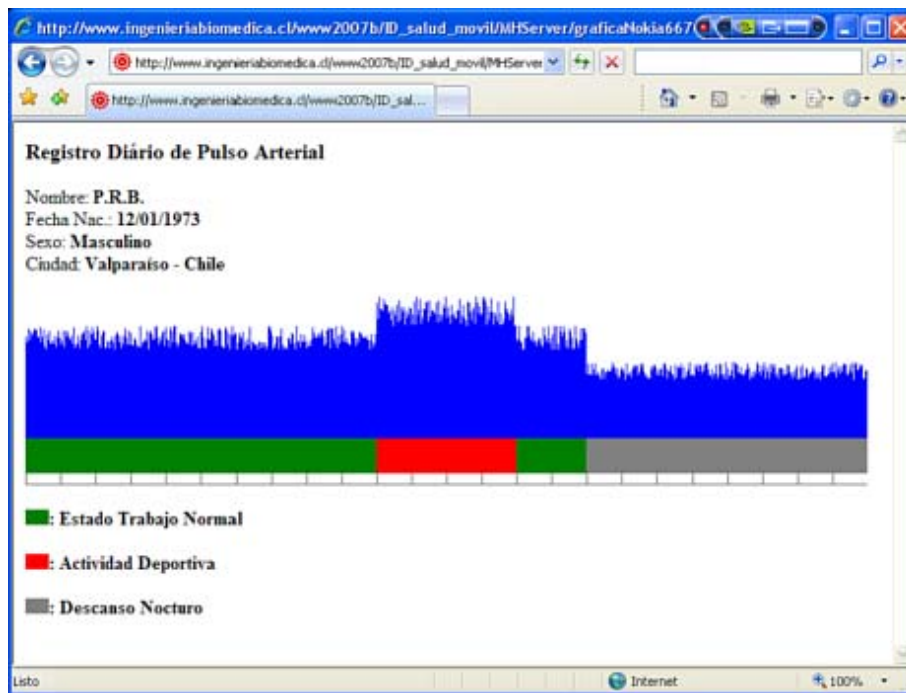 http://www.ingenieriabiomedica.cl/www2007b/ID_salud_movil/MHServer/graficaNokia667
http://www.ingenieriabiomedica.cl/www2007b/ID_salud_movil/MHServer
http://www.ingenieriabiomedica.cl/www2007b/ID_sal...
Registro Diário de Pulso Arterial
Nombre: P.R.B.
Fecha Nac.: 12/01/1973
Sexo: Masculino
Ciudad: Valparaíso - Chile
: Estado Trabajo Normal
: Actividad Deportiva
: Descanso Nocturo
Listo
Internet
100%